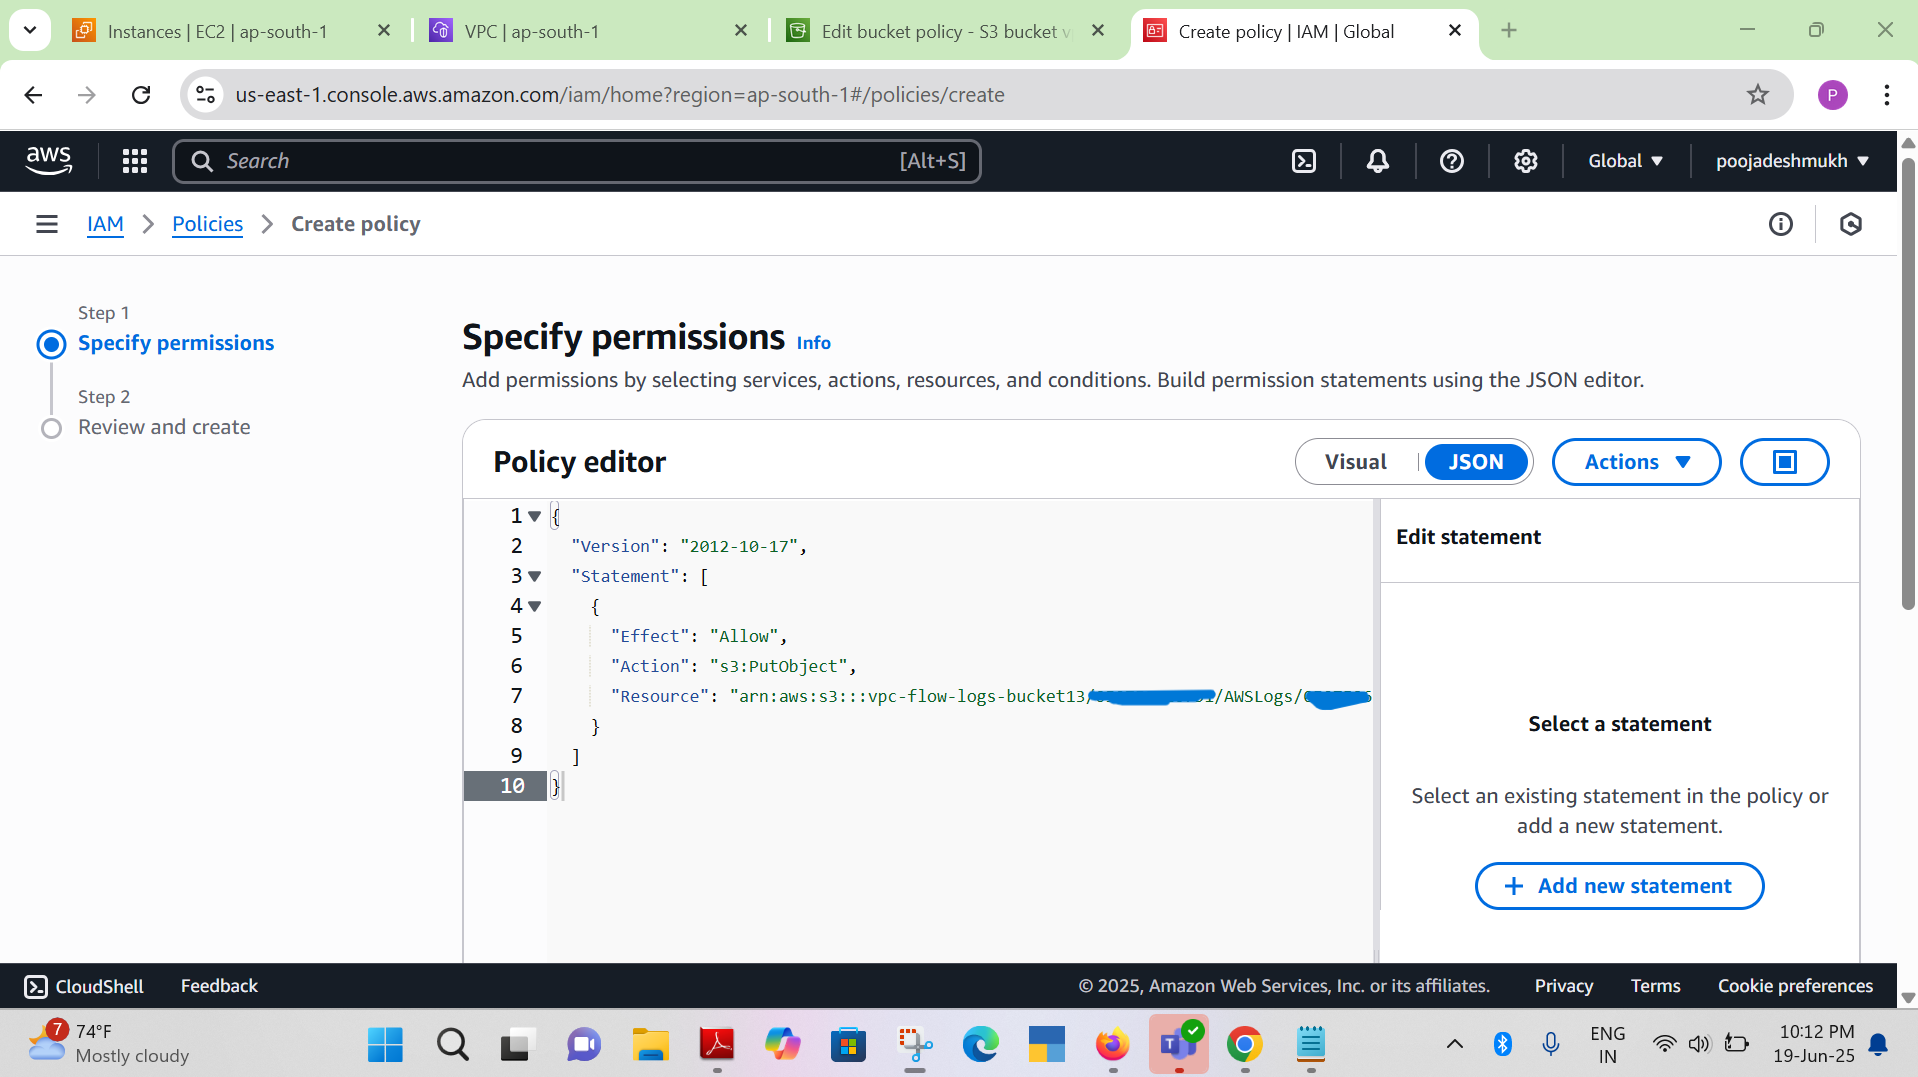 Instances | EC2 | ap-south-1
VPC | ap-south-1
Edit bucket policy - S3 bucket
Create policy | IAM | Global
us-east-1.console.aws.amazon.com/iam/home?region=ap-south-1#/policies/create
P
aws
Search
[Alt+S]
Global
poojadeshmukh
IAM
Policies
Create policy
Step 1
Specify permissions
Step 2
Review and create
Specify permissions Info
Add permissions by selecting services, actions, resources, and conditions. Build permission statements using the JSON editor.
Policy editor
Visual
JSON
Actions
1 {
2 "Version": "2012-10-17",
3 "Statement": [
4 {
5 "Effect": "Allow",
6 "Action": "s3:PutObject",
7 "Resource": "arn:aws:s3:::vpc-flow-logs-bucket13/ /AWSLogs/
8 }
9 ]
10 }
Edit statement
Select a statement
Select an existing statement in the policy or
add a new statement.
+ Add new statement
CloudShell
Feedback
© 2025, Amazon Web Services, Inc. or its affiliates.
Privacy
Terms
Cookie preferences
7
74°F
Mostly cloudy
ENG
IN
10:12 PM
19-Jun-25